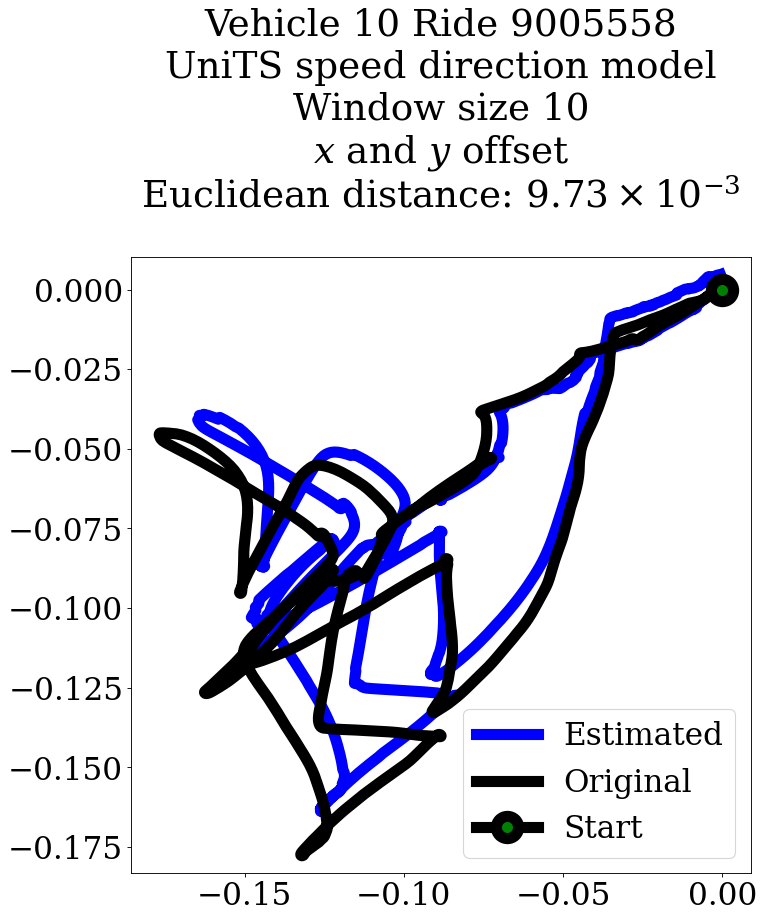 Vehicle 10 Ride 9005558
UniTS speed direction model
Window size 10
x and y offset
Euclidean distance: 9.73 × 10⁻³
0.000
−0.025
−0.050
−0.075
−0.100
−0.125
−0.150
−0.175
Estimated
Original
Start
−0.15 −0.10 −0.05 0.00